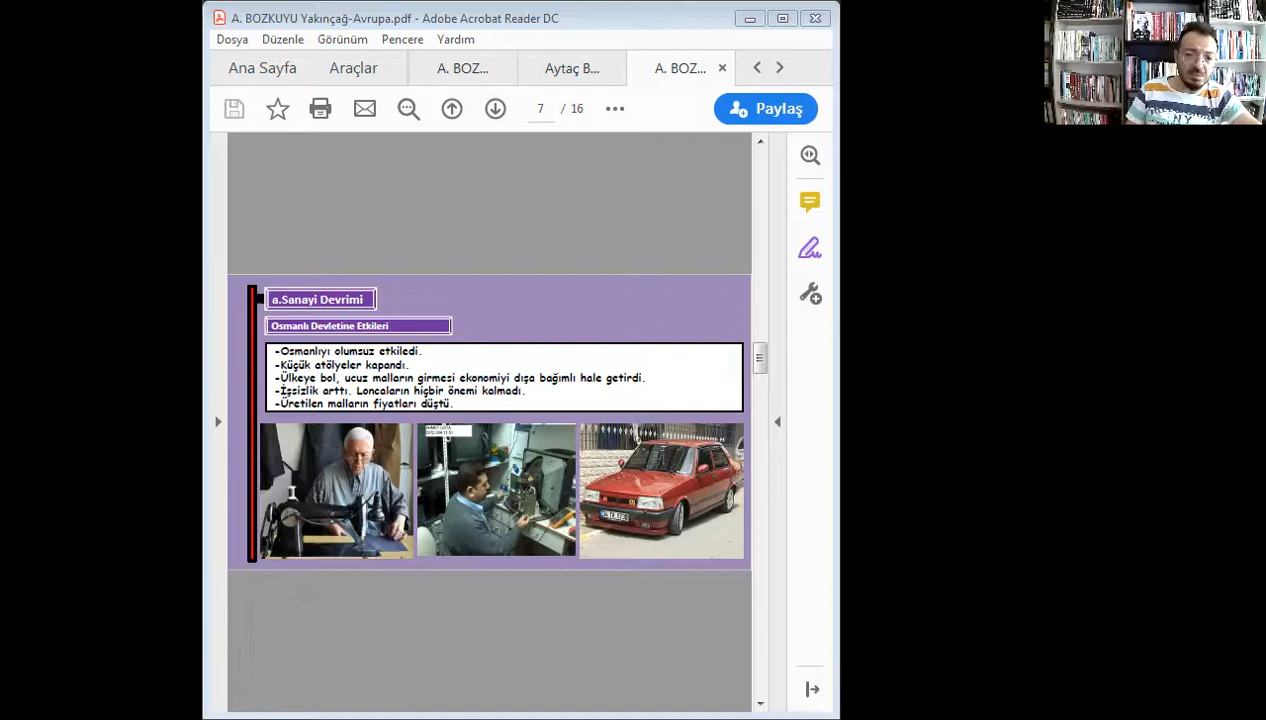 A. BOZKUYU Yakınçağ-Avrupa.pdf - Adobe Acrobat Reader DC
Dosya Düzenle Görünüm Pencere Yardım
Ana Sayfa Araçlar A. BOZ... Aytaç B... A. BOZ...
7 / 16 Paylaş
a.Sanayi Devrimi
Osmanlı Devletine Etkileri
-Osmanlıyı olumsuz etkiledi.
-Küçük atölyeler kapandı.
-Ülkeye bol, ucuz malların girmesi ekonomiyi dışa bağımlı hale getirdi.
-İşsizlik arttı. Loncaların hiçbir önemi kalmadı.
-Üretilen malların fiyatları düştü.